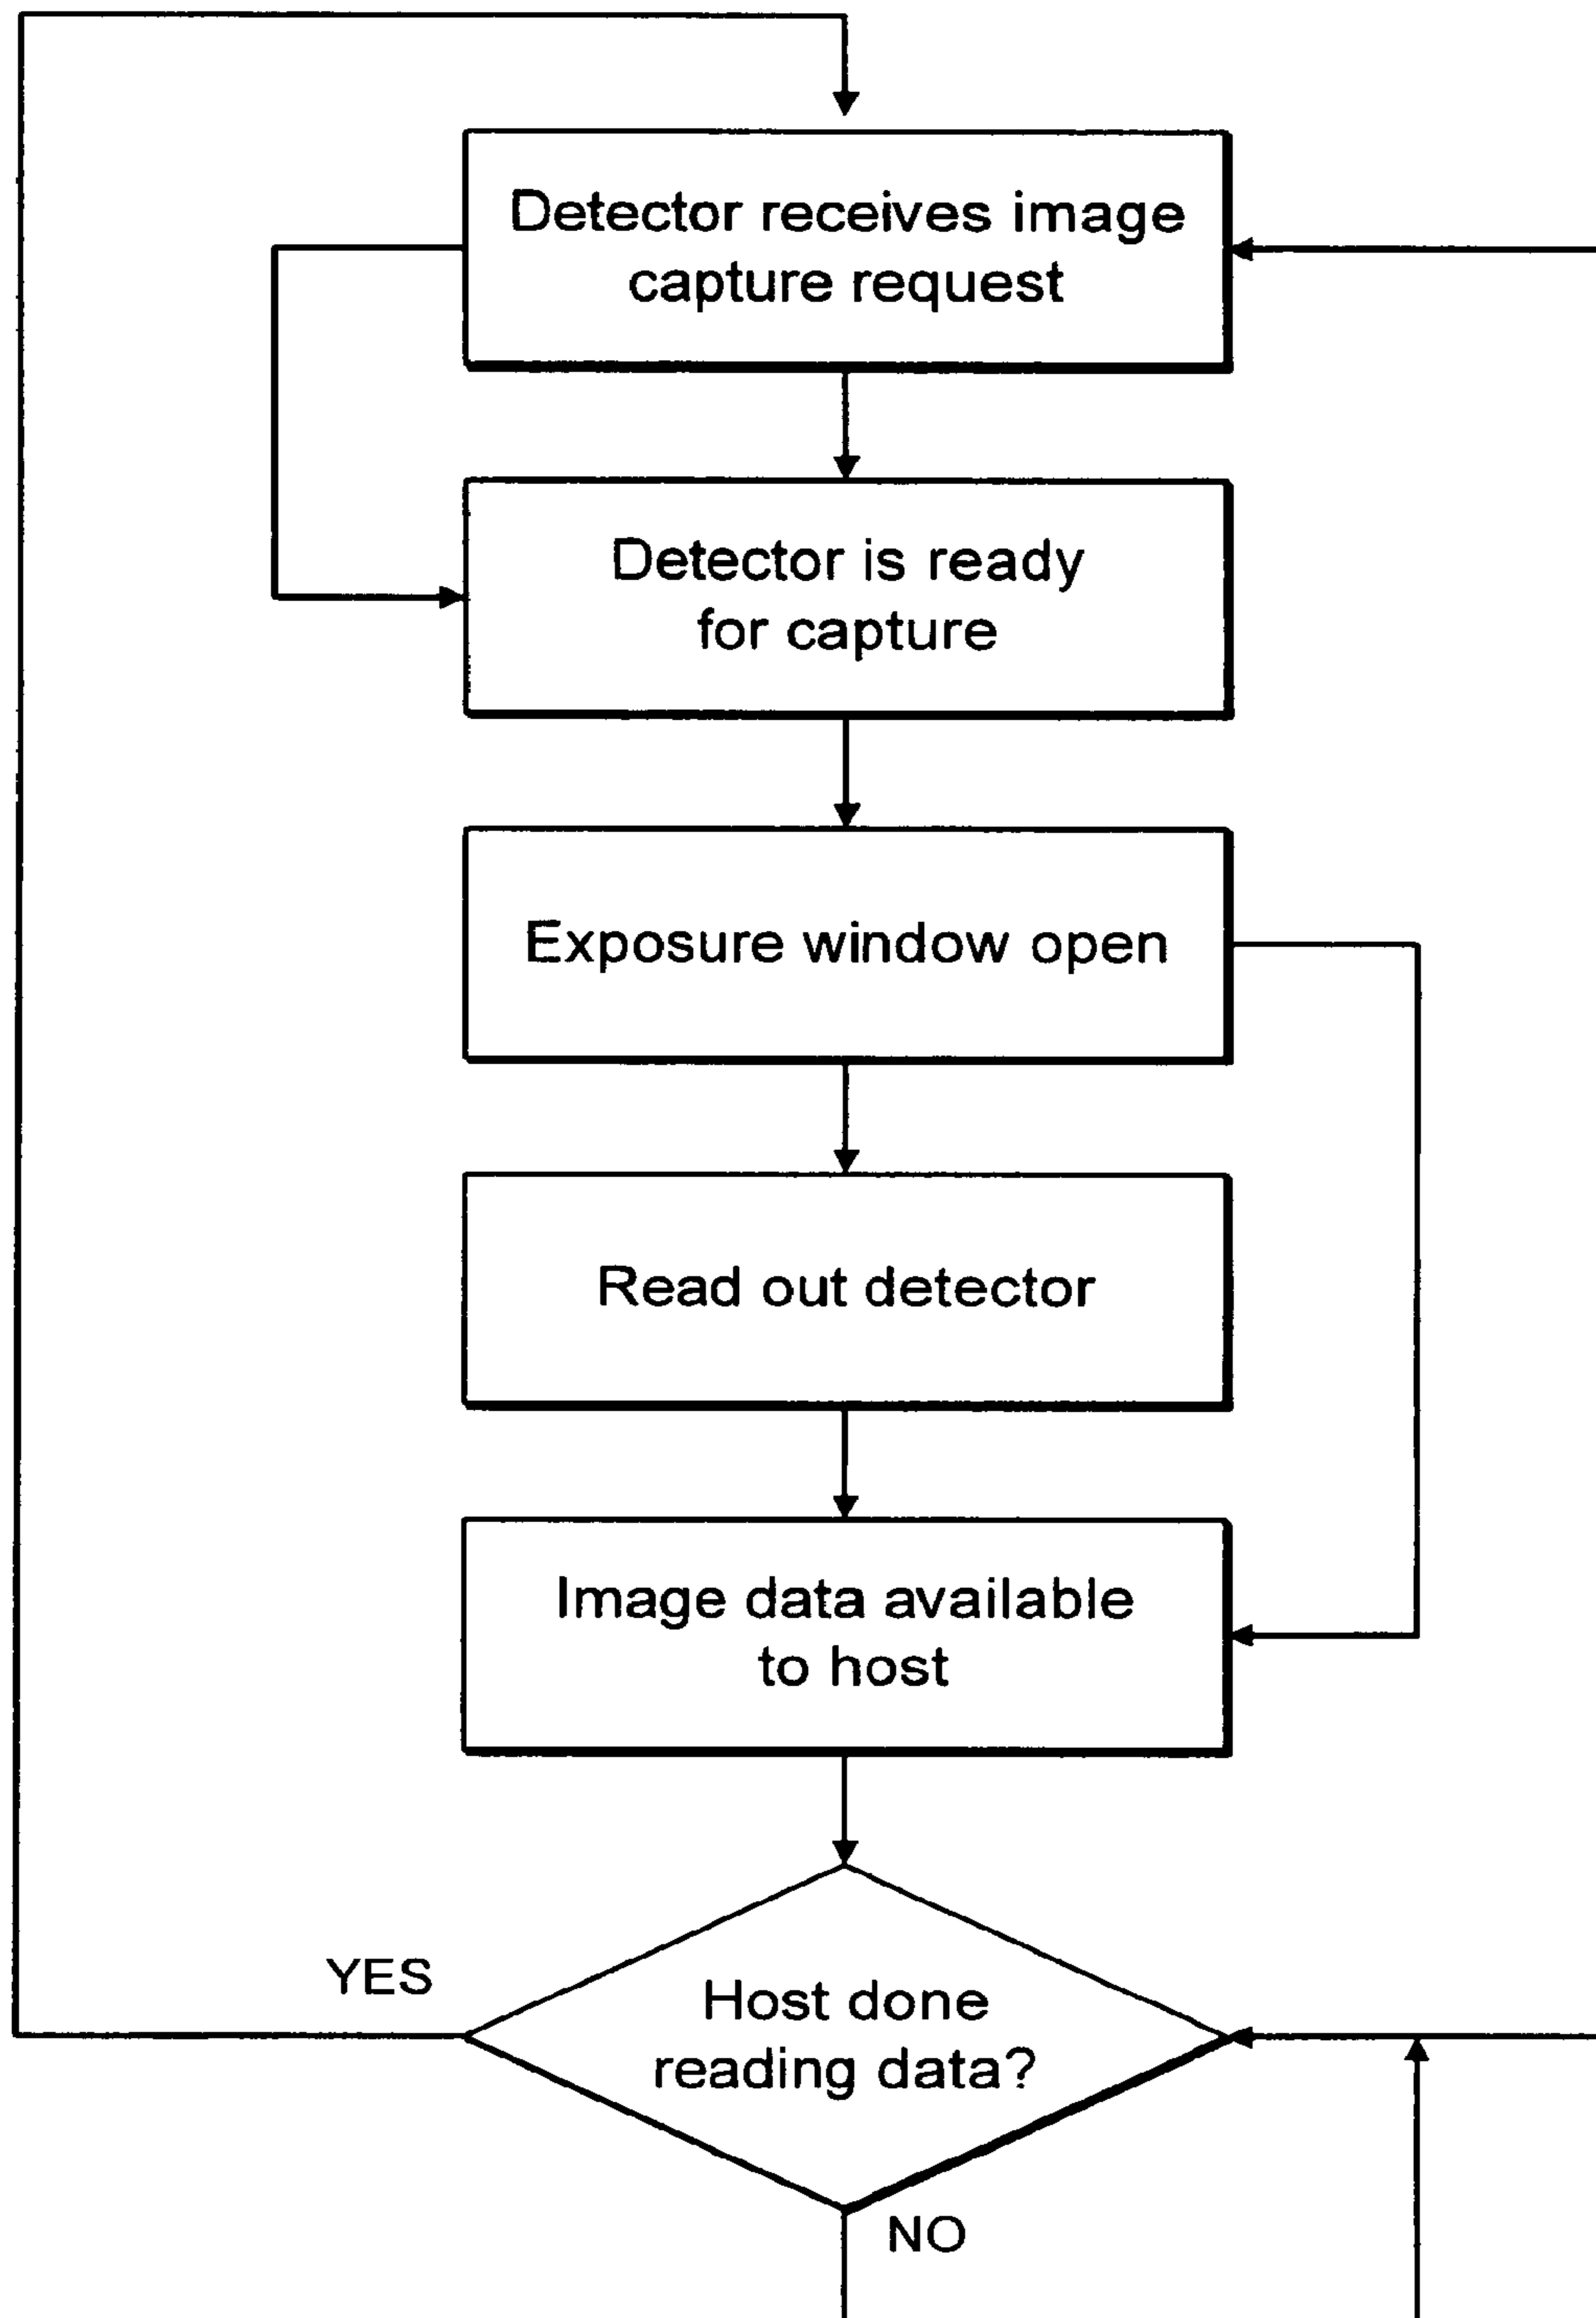 Detector receives image
capture request
Detector is ready
for capture
Exposure window open
Read out detector
Image data available
to host
YES
Host done
reading data?
NO